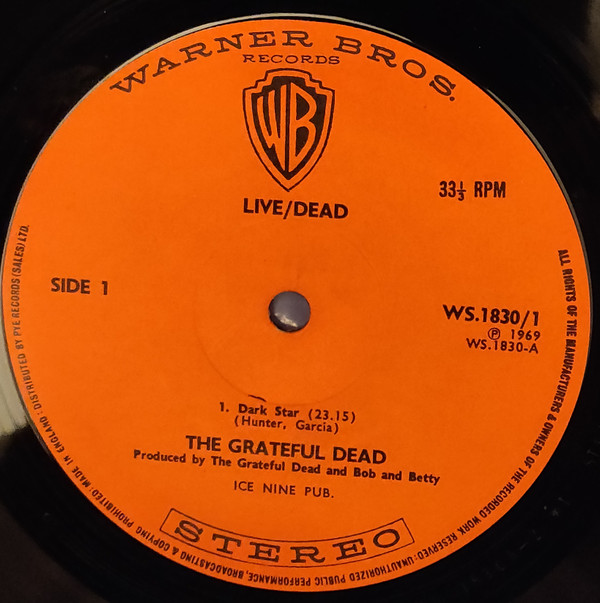 WARNER BROS.
RECORDS
WB
LIVE/DEAD
33⅓ RPM
SIDE 1
WS.1830/1
Ⓟ 1969
WS.1830-A
1. Dark Star (23.15)
(Hunter, Garcia)
THE GRATEFUL DEAD
Produced by The Grateful Dead and Bob and Betty
ICE NINE PUB.
STEREO
ALL RIGHTS OF THE MANUFACTURERS & OWNERS OF THE RECORDED WORK RESERVED: UNAUTHORIZED PUBLIC PERFORMANCE, BROADCASTING & COPYING PROHIBITED: MADE IN ENGLAND: DISTRIBUTED BY PYE RECORDS (SALES) LTD.